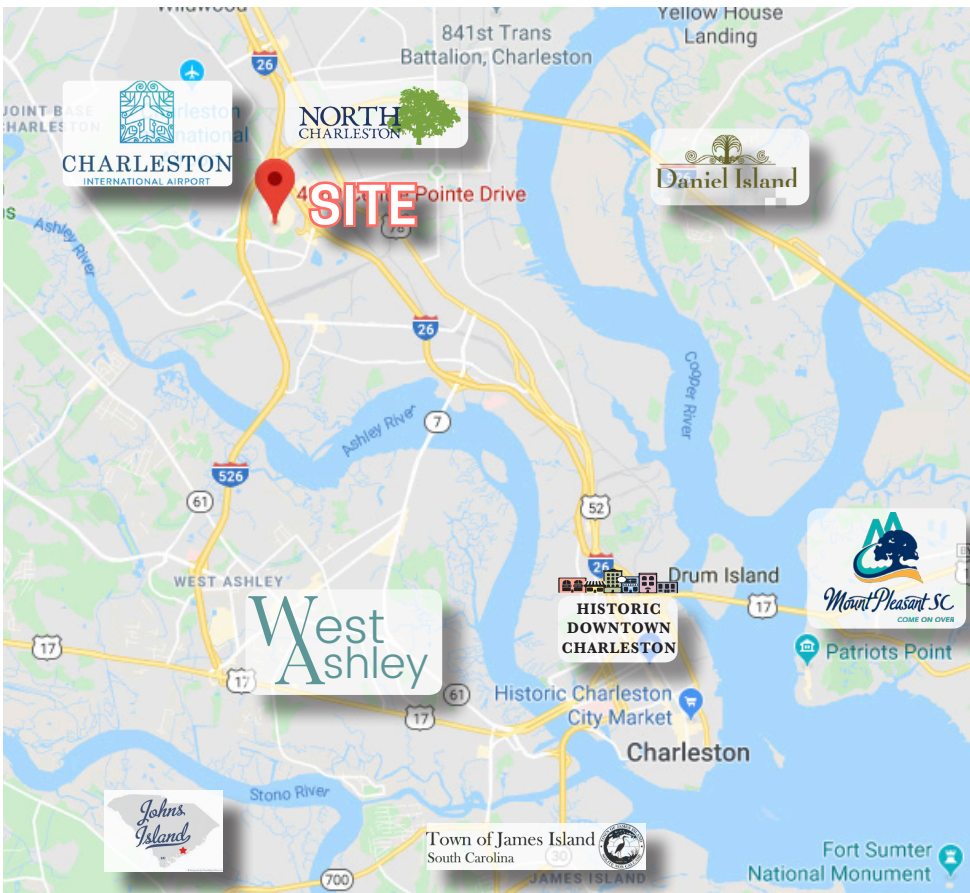 Wildwood
Yellow House
Landing
841st Trans
Battalion, Charleston
26
JOINT BASE
CHARLESTON
CHARLESTON
INTERNATIONAL AIRPORT
NORTH
CHARLESTON
Daniel Island
SITE
Pointe Drive
78
Ashley River
26
Cooper River
Ashley River
7
526
61
52
26
WEST ASHLEY
West
Ashley
Drum Island
17
HISTORIC
DOWNTOWN
CHARLESTON
Mount Pleasant SC
COME ON OVER
Patriots Point
17
17
61
17
Historic Charleston
City Market
Charleston
Stono River
Johns
Island
Town of James Island
South Carolina
30
JAMES ISLAND
700
Fort Sumter
National Monument